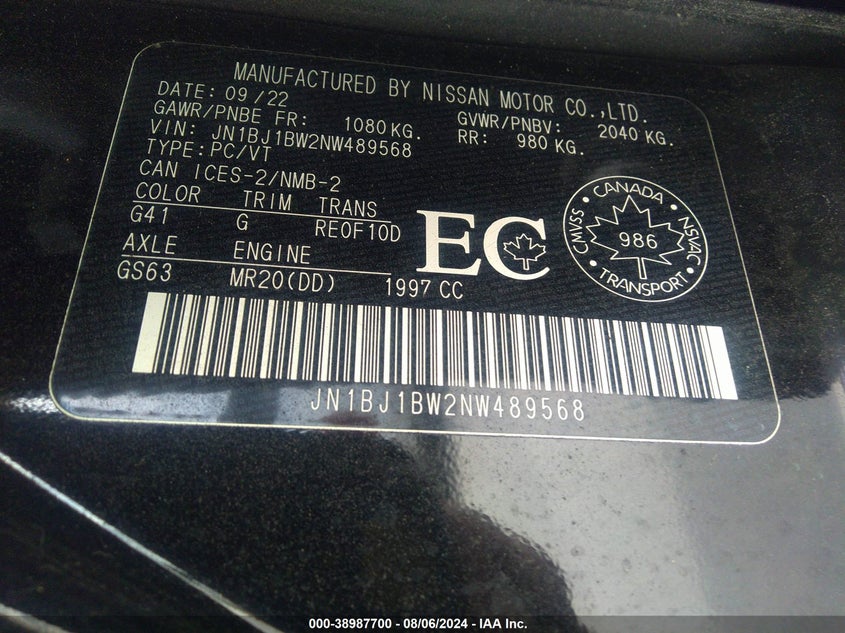 MANUFACTURED BY NISSAN MOTOR CO.,LTD.
DATE: 09/22
GAWR/PNBE FR: 1080KG. GVWR/PNBV: 2040 KG.
VIN: JN1BJ1BW2NW489568 RR: 980 KG.
TYPE:PC/VT
CAN ICES-2/NMB-2
COLOR TRIM TRANS
G41 G RE0F10D
AXLE ENGINE
GS63 MR20(DD) 1997 CC
EC
CANADA
CMVSS 986 NSVAC
TRANSPORT
JN1BJ1BW2NW489568
000-38987700 - 08/06/2024 - IAA Inc.